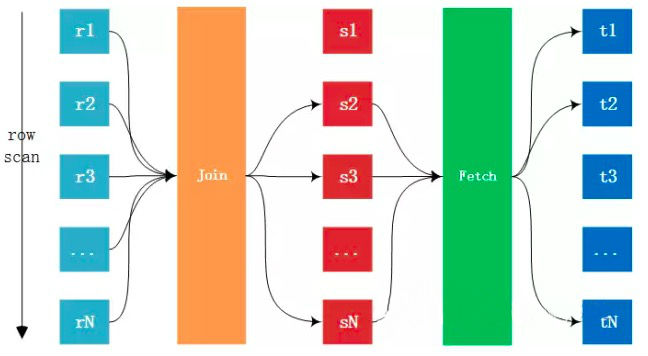 row
scan
r1
r2
r3
...
rN
Join
s1
s2
s3
...
sN
Fetch
t1
t2
t3
...
tN